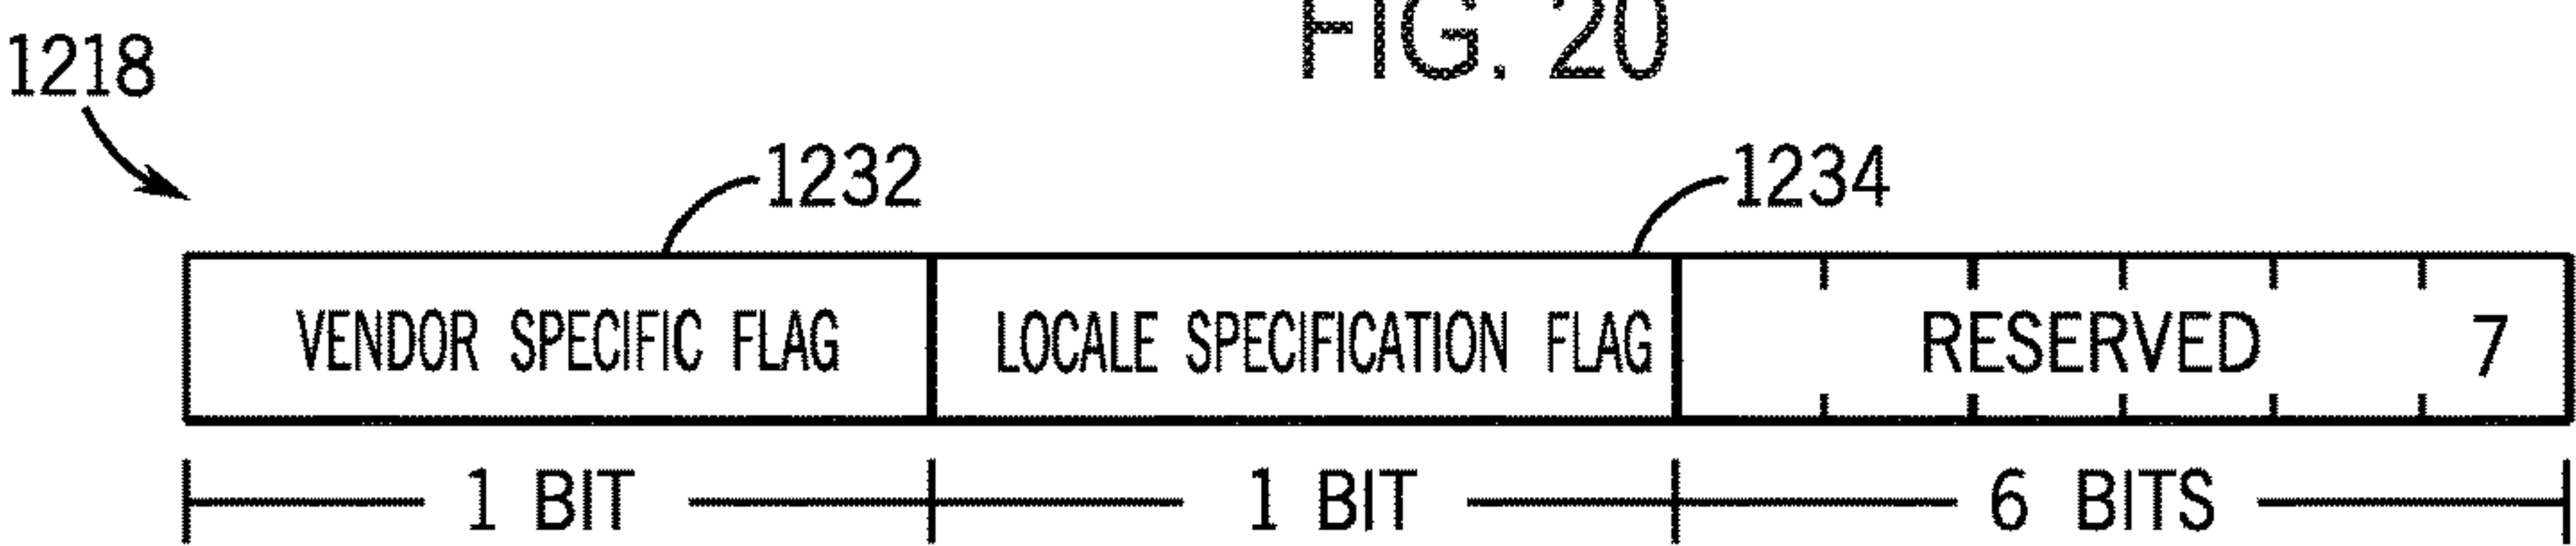 FIG. 20
1218
1232 1234
VENDOR SPECIFIC FLAG LOCALE SPECIFICATION FLAG RESERVED 7
1 BIT 1 BIT 6 BITS